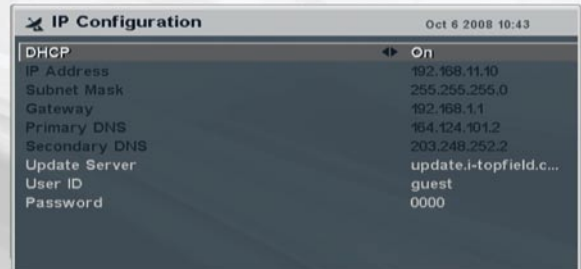 IP Configuration Oct 6 2008 10:43
DHCP On
IP Address 192.168.11.10
Subnet Mask 255.255.255.0
Gateway 192.168.1.1
Primary DNS 164.124.101.2
Secondary DNS 203.248.252.2
Update Server update.i-topfield.c...
User ID guest
Password 0000